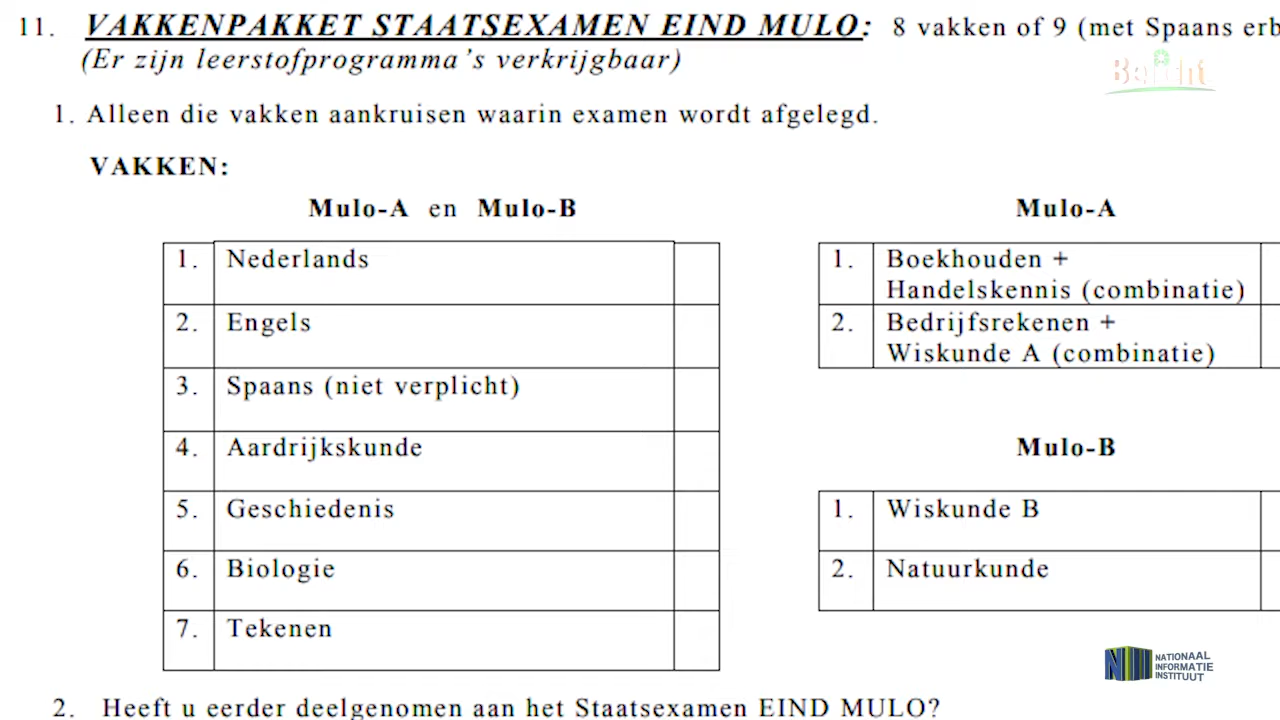 11. VAKKENPAKKET STAATSEXAMEN EIND MULO: 8 vakken of 9 (met Spaans erb
(Er zijn leerstofprogramma's verkrijgbaar)
Bericht
1. Alleen die vakken aankruisen waarin examen wordt afgelegd.
VAKKEN:
Mulo-A en Mulo-B
1. Nederlands
2. Engels
3. Spaans (niet verplicht)
4. Aardrijkskunde
5. Geschiedenis
6. Biologie
7. Tekenen
Mulo-A
1. Boekhouden +
Handelskennis (combinatie)
2. Bedrijfsrekenen +
Wiskunde A (combinatie)
Mulo-B
1. Wiskunde B
2. Natuurkunde
NII NATIONAAL
INFORMATIE
INSTITUUT
2. Heeft u eerder deelgenomen aan het Staatsexamen EIND MULO?